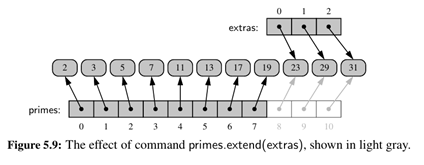 0 1 2
extras:
2 3 5 7 11 13 17 19 23 29 31
primes:
0 1 2 3 4 5 6 7 8 9 10
Figure 5.9: The effect of command primes.extend(extras), shown in light gray.